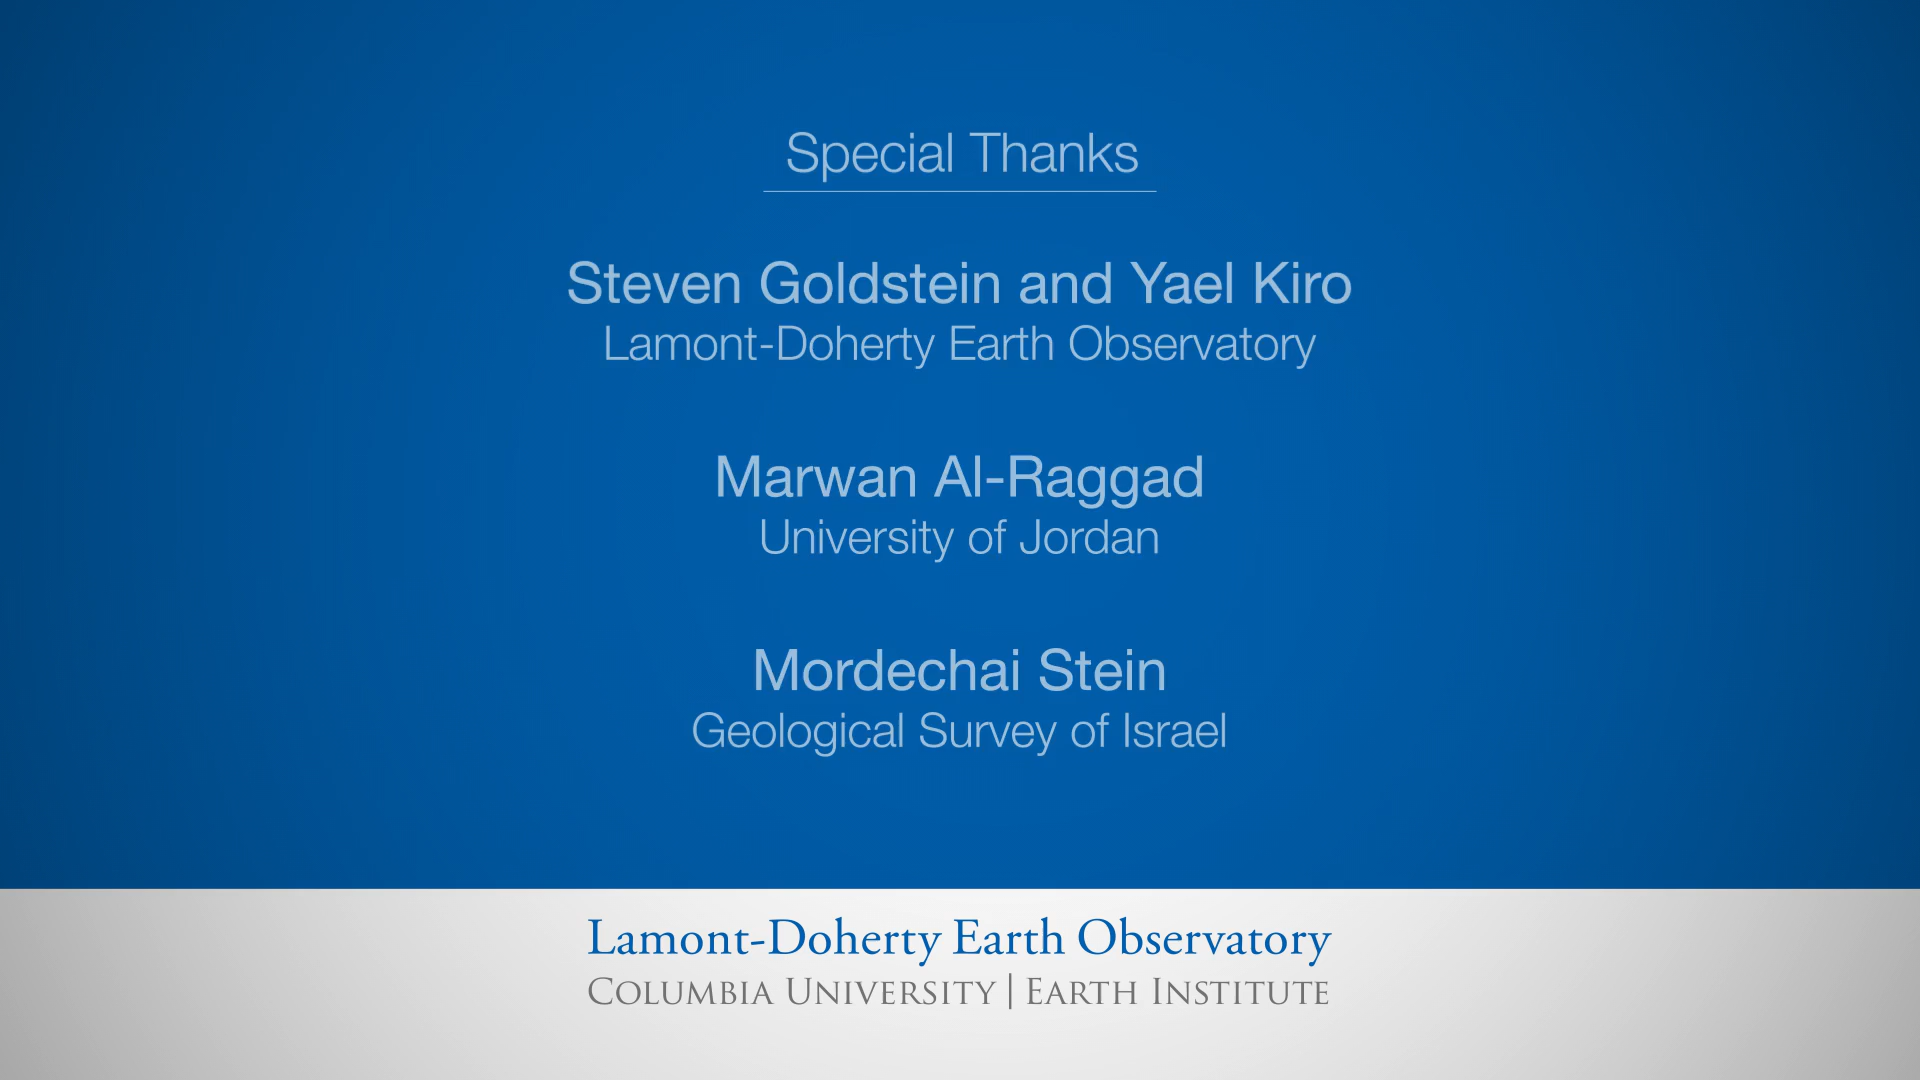 Special Thanks
Steven Goldstein and Yael Kiro
Lamont-Doherty Earth Observatory
Marwan Al-Raggad
University of Jordan
Mordechai Stein
Geological Survey of Israel
Lamont-Doherty Earth Observatory
COLUMBIA UNIVERSITY | EARTH INSTITUTE